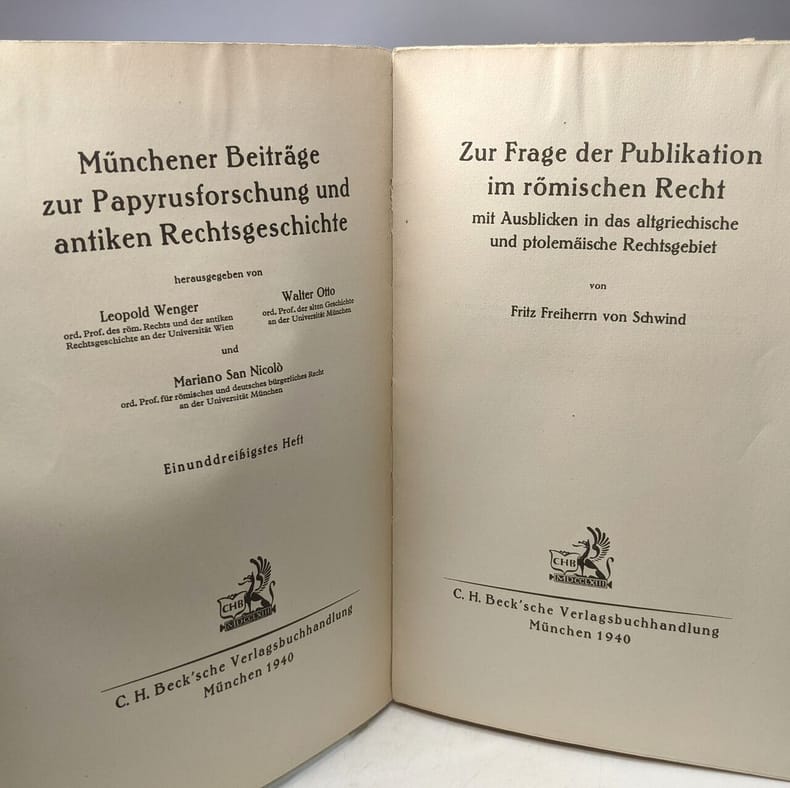 Münchener Beiträge
zur Papyrusforschung und
antiken Rechtsgeschichte
herausgegeben von
Leopold Wenger
ord. Prof. des röm. Rechts und der antiken
Rechtsgeschichte an der Universität Wien
Walter Otto
ord. Prof. der alten Geschichte
an der Universität München
und
Mariano San Nicolò
ord. Prof. für römisches und deutsches bürgerliches Recht
an der Universität München
Einunddreißigstes Heft
CHB
MDCCLXIII
C. H. Beck'sche Verlagsbuchhandlung
München 1940
Zur Frage der Publikation
im römischen Recht
mit Ausblicken in das altgriechische
und ptolemäische Rechtsgebiet
von
Fritz Freiherrn von Schwind
CHB
MDCCLXIII
C. H. Beck'sche Verlagsbuchhandlung
München 1940